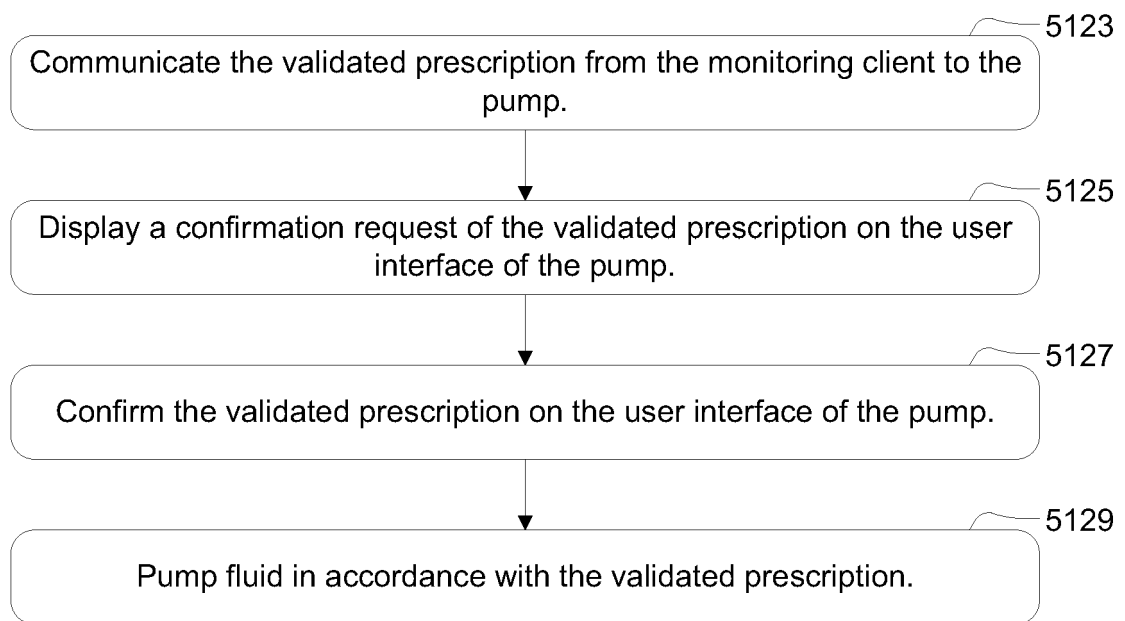 5123
Communicate the validated prescription from the monitoring client to the
pump.
5125
Display a confirmation request of the validated prescription on the user
interface of the pump.
5127
Confirm the validated prescription on the user interface of the pump.
5129
Pump fluid in accordance with the validated prescription.